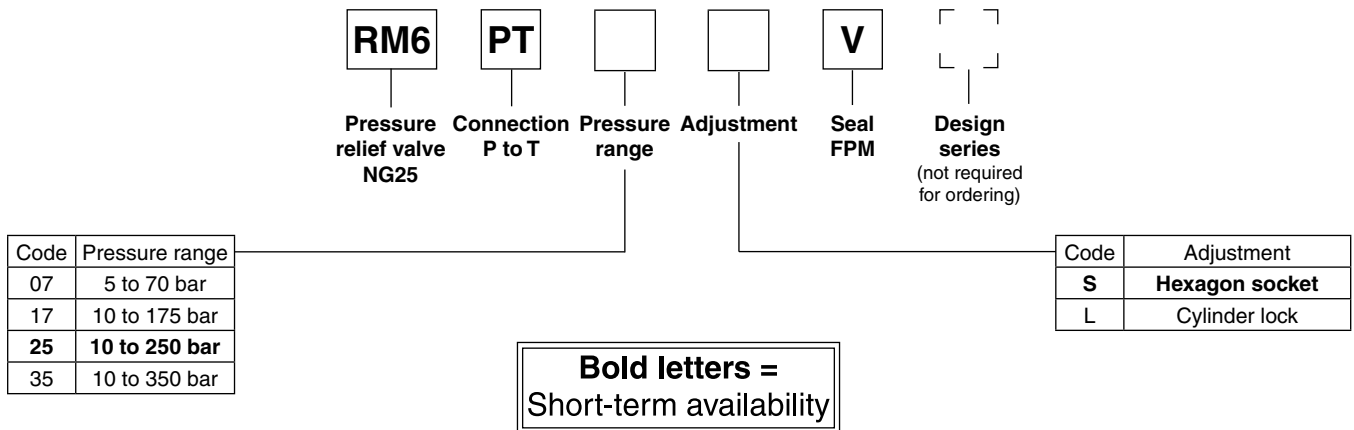 RM6 PT V
Pressure relief valve NG25
Connection P to T
Pressure range
Adjustment
Seal FPM
Design series (not required for ordering)
Code Pressure range
07 5 to 70 bar
17 10 to 175 bar
25 10 to 250 bar
35 10 to 350 bar
Code Adjustment
S Hexagon socket
L Cylinder lock
Bold letters =
Short-term availability